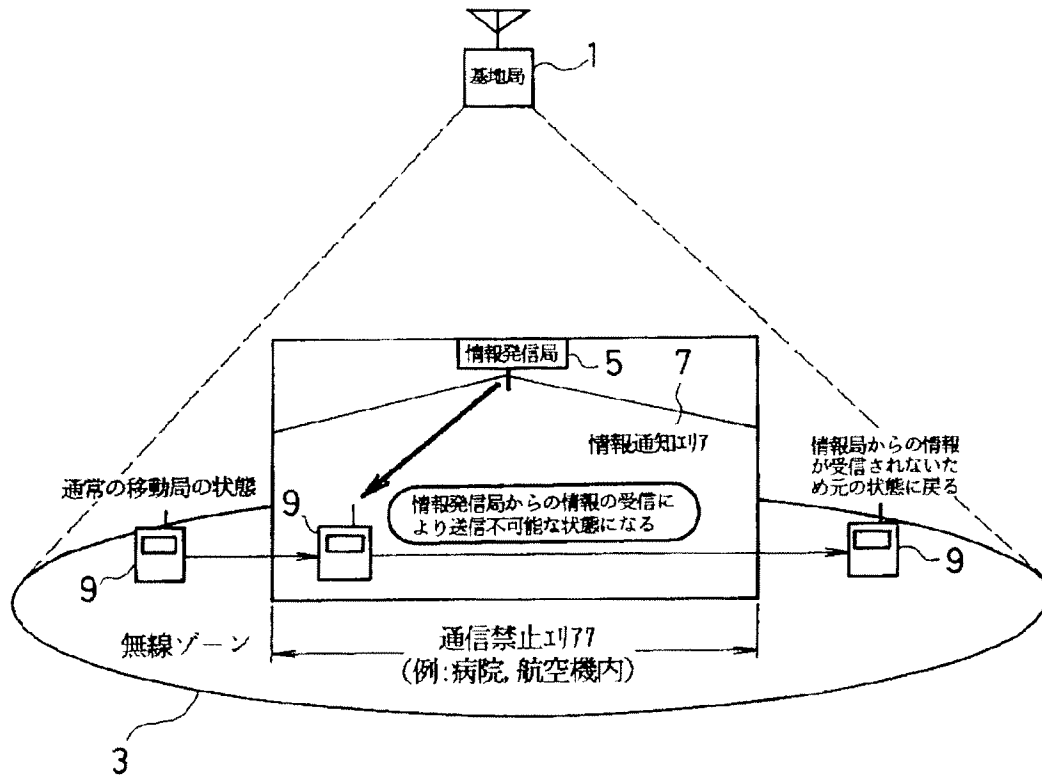 基地局
1
情報発信局
5
7
情報通知エリア
情報局からの情報
が受信されないた
め元の状態に戻る
通常の移動局の状態
9
情報発信局からの情報の受信に
より送信不可能な状態になる
9
9
無線ゾーン
通信禁止エリア7
(例:病院,航空機内)
3